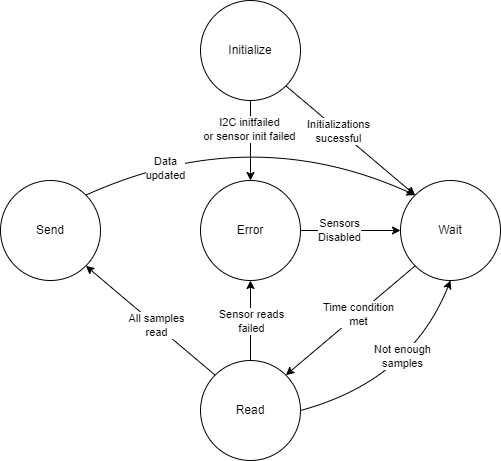 Initialize
I2C initfailed
or sensor init failed
Initializations
sucessful
Data
updated
Send
Error
Sensors
Disabled
Wait
All samples
read
Sensor reads
failed
Time condition
met
Not enough
samples
Read